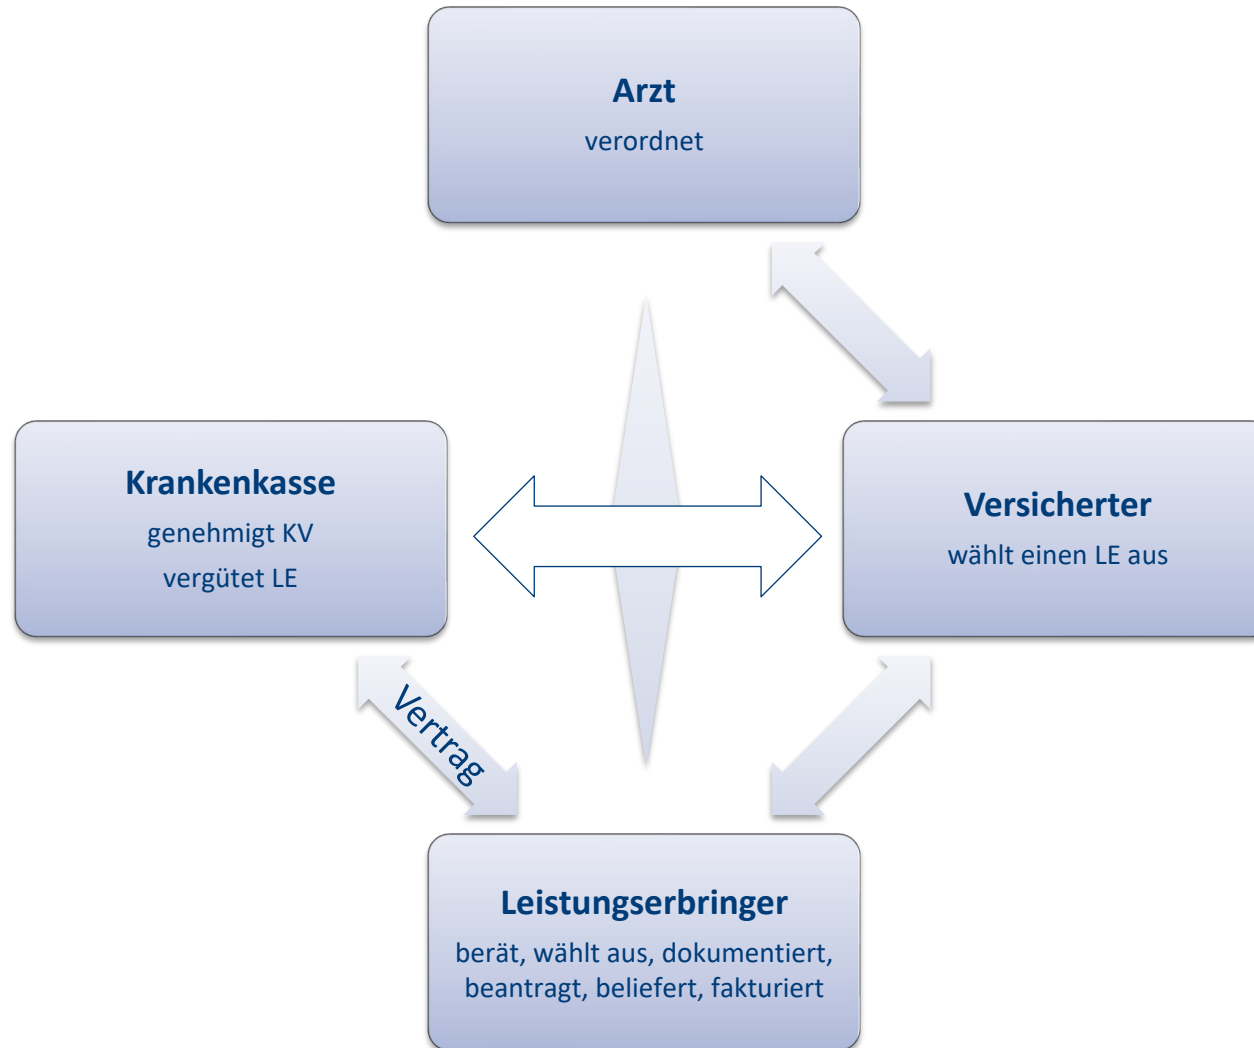 Arzt
verordnet
Krankenkasse
genehmigt KV
vergütet LE
Versicherter
wählt einen LE aus
Vertrag
Leistungserbringer
berät, wählt aus, dokumentiert,
beantragt, beliefert, fakturiert